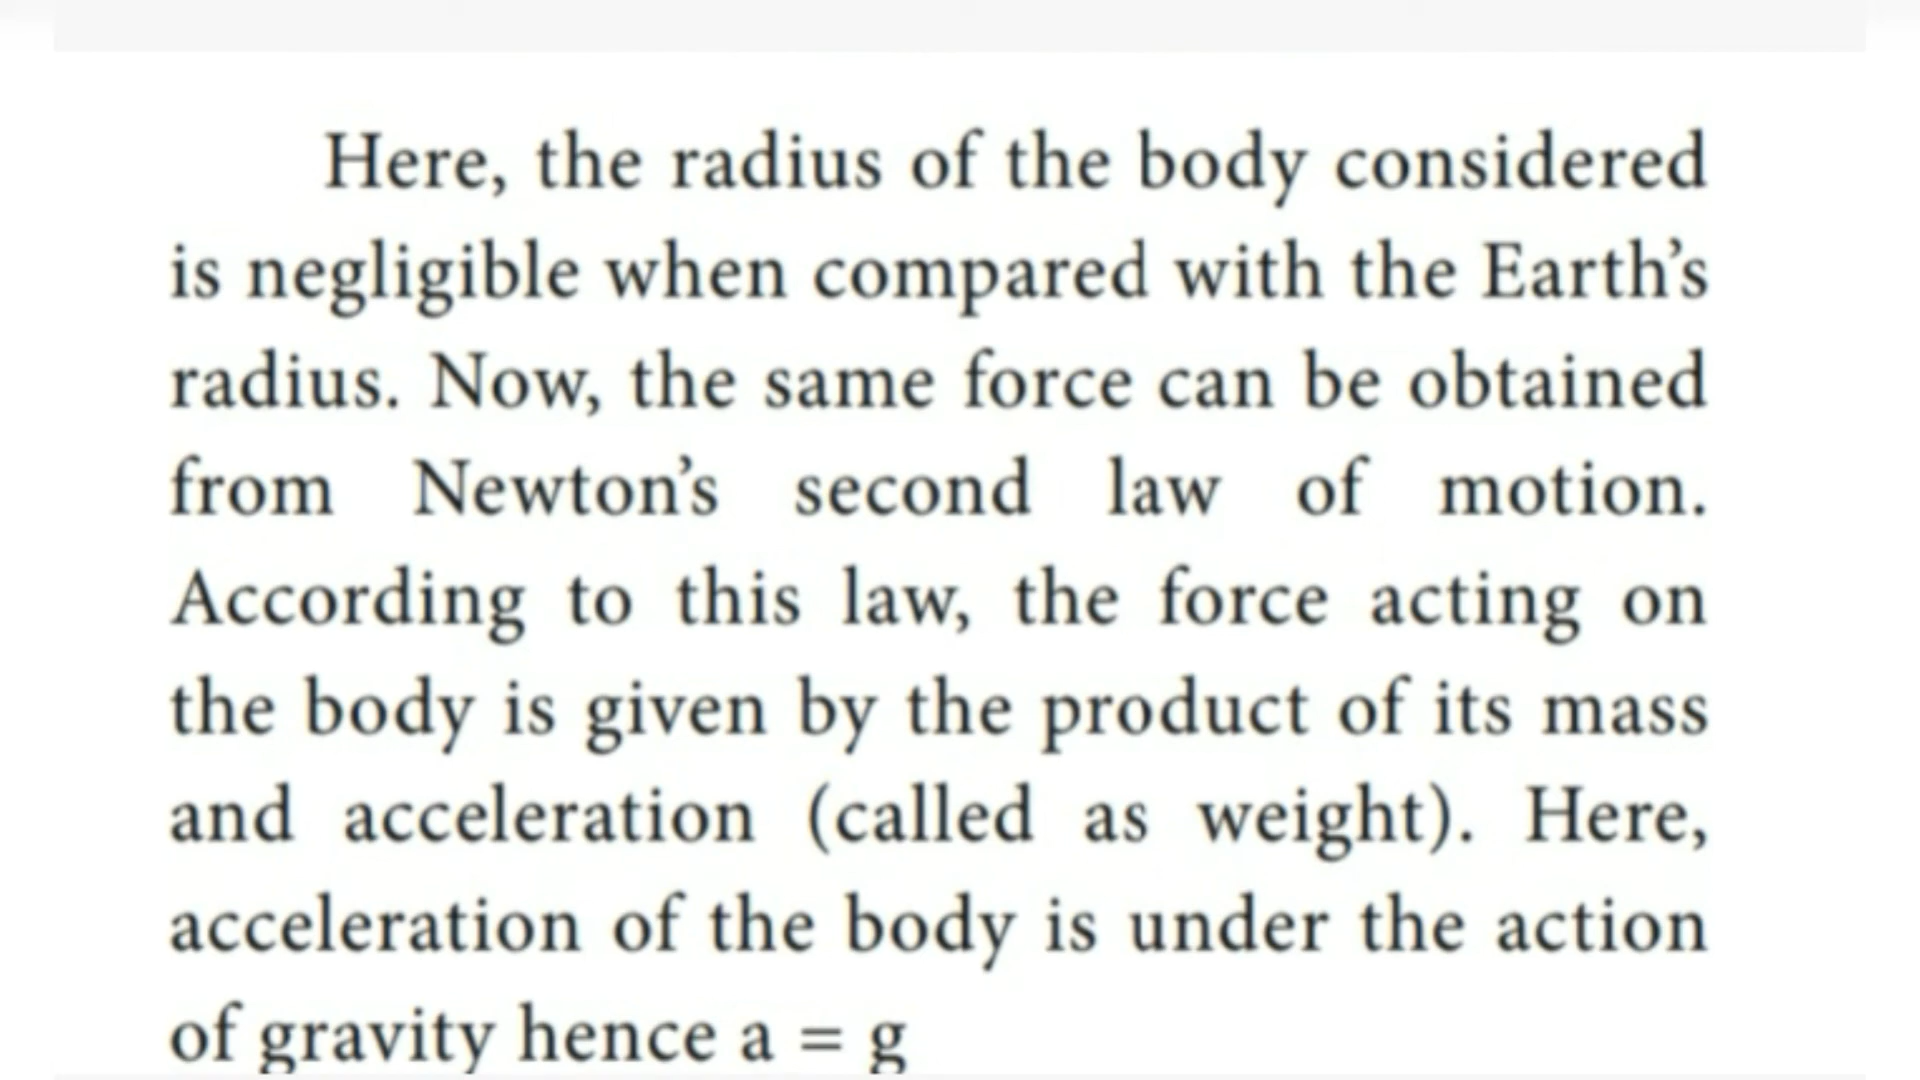 Here, the radius of the body considered
is negligible when compared with the Earth’s
radius. Now, the same force can be obtained
from Newton’s second law of motion.
According to this law, the force acting on
the body is given by the product of its mass
and acceleration (called as weight). Here,
acceleration of the body is under the action
of gravity hence a = g